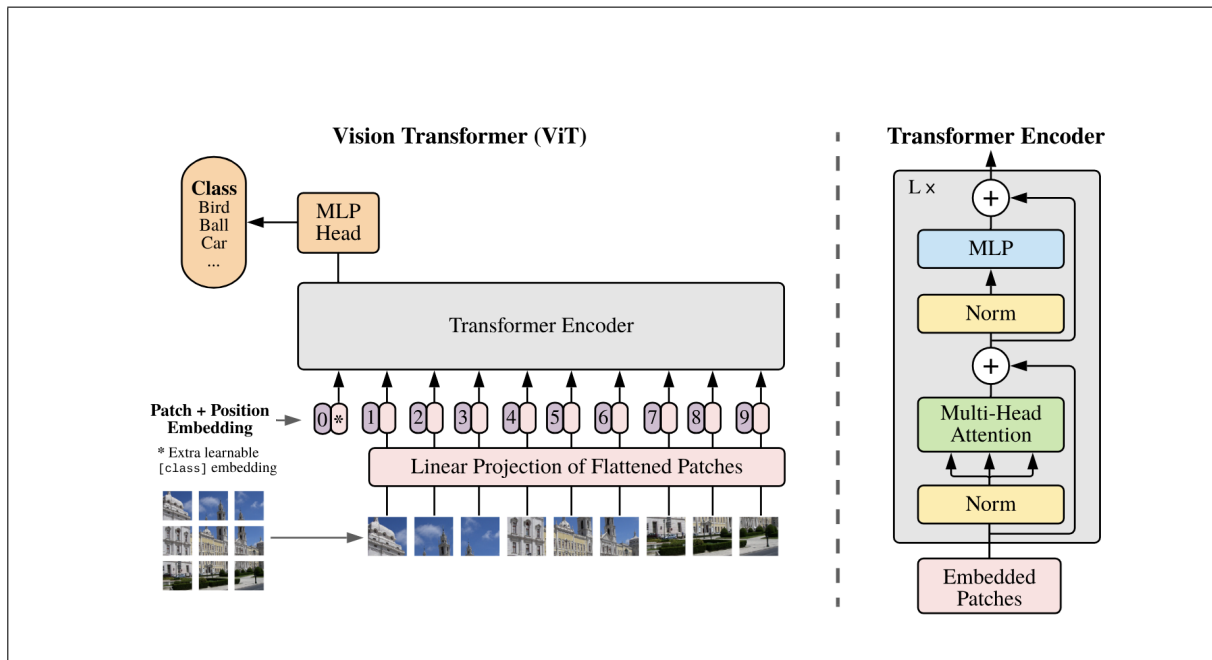 Vision Transformer (ViT)
Class
Bird
Ball
Car
...
MLP
Head
Transformer Encoder
Patch + Position
Embedding
* Extra learnable
[class] embedding
0 * 1 2 3 4 5 6 7 8 9
Linear Projection of Flattened Patches
Transformer Encoder
L x
+
MLP
Norm
+
Multi-Head
Attention
Norm
Embedded
Patches